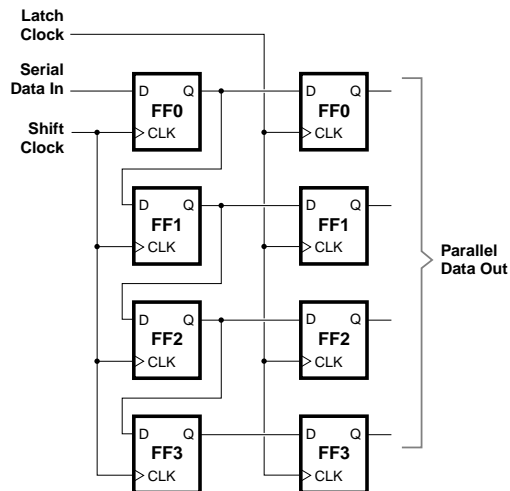 Latch
Clock
Serial
Data In
Shift
Clock
D Q
FF0
CLK
D Q
FF0
CLK
D Q
FF1
CLK
D Q
FF1
CLK
Parallel
Data Out
D Q
FF2
CLK
D Q
FF2
CLK
D Q
FF3
CLK
D Q
FF3
CLK